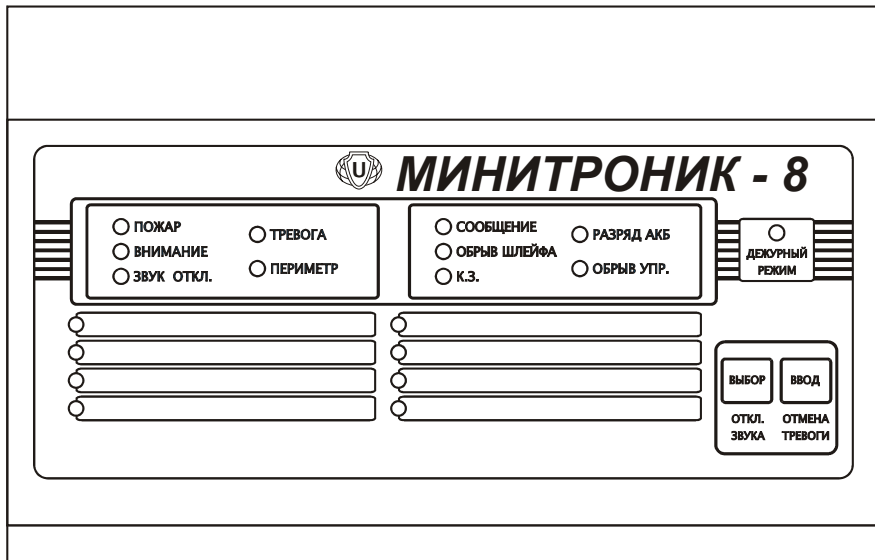 U
МИНИТРОНИК - 8
ПОЖАР
ВНИМАНИЕ
ЗВУК ОТКЛ.
ТРЕВОГА
ПЕРИМЕТР
СООБЩЕНИЕ
ОБРЫВ ШЛЕЙФА
К.З.
РАЗРЯД АКБ
ОБРЫВ УПР.
ДЕЖУРНЫЙ
РЕЖИМ
ВЫБОР
ВВОД
ОТКЛ.
ЗВУКА
ОТМЕНА
ТРЕВОГИ